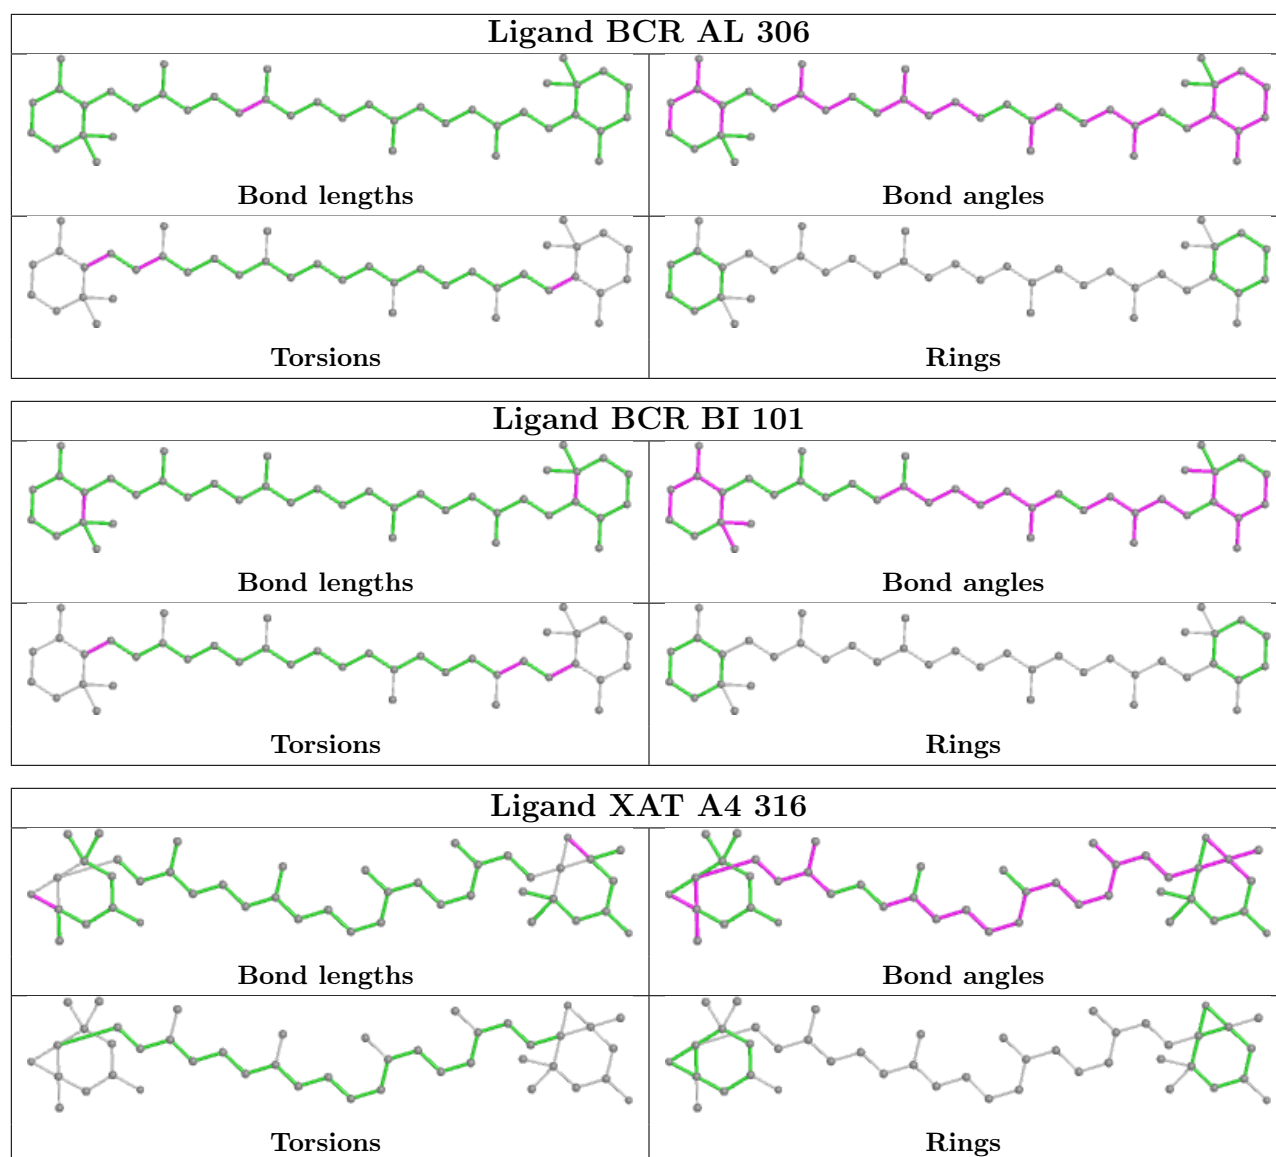 Ligand BCR AL 306
Bond lengths
Bond angles
Torsions
Rings
Ligand BCR BI 101
Bond lengths
Bond angles
Torsions
Rings
Ligand XAT A4 316
Bond lengths
Bond angles
Torsions
Rings